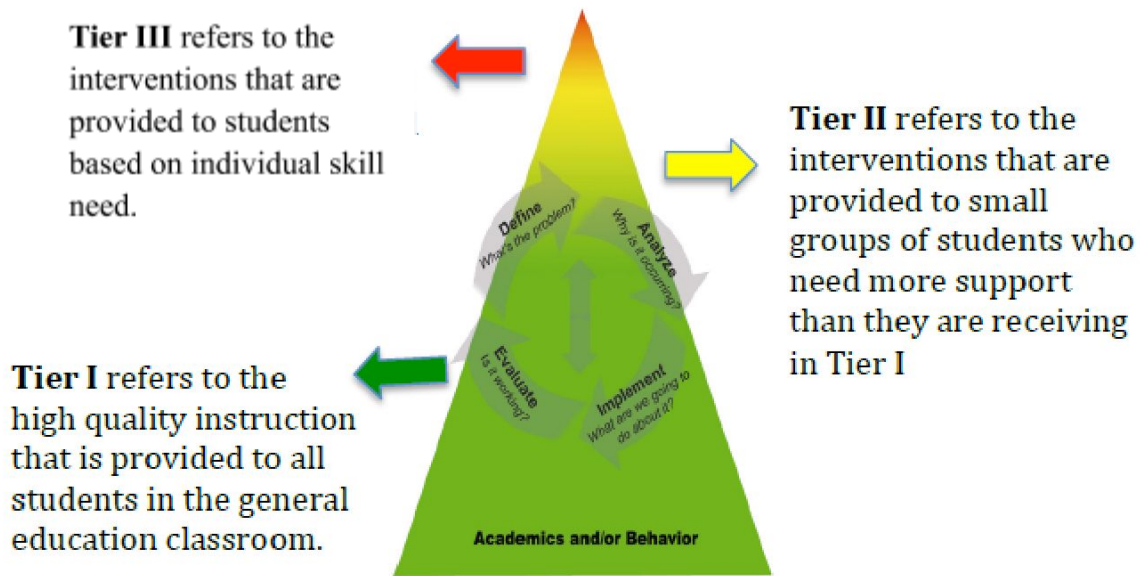 Tier III refers to the
interventions that are
provided to students
based on individual skill
need.
Tier II refers to the
interventions that are
provided to small
groups of students who
need more support
than they are receiving
in Tier I
Define
What's the problem?
Analyze
Why is it occurring?
Implement
What are we going to
do about it?
Evaluate
Is it working?
Tier I refers to the
high quality instruction
that is provided to all
students in the general
education classroom.
Academics and/or Behavior